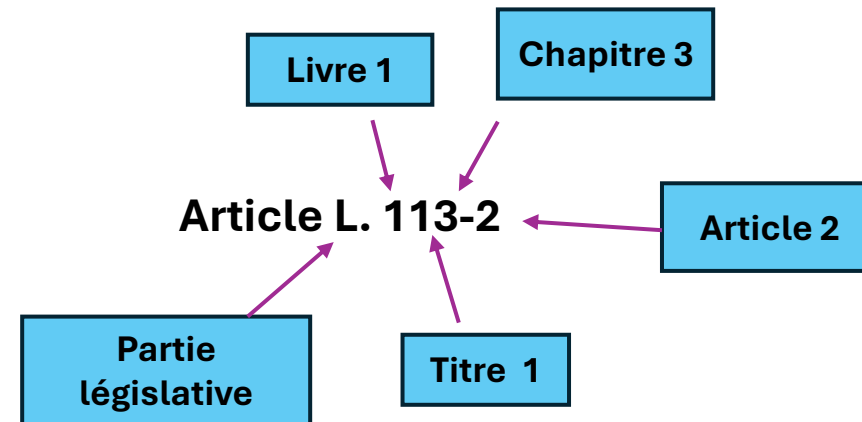 Livre 1
Chapitre 3
Article L. 113-2
Article 2
Partie
législative
Titre 1